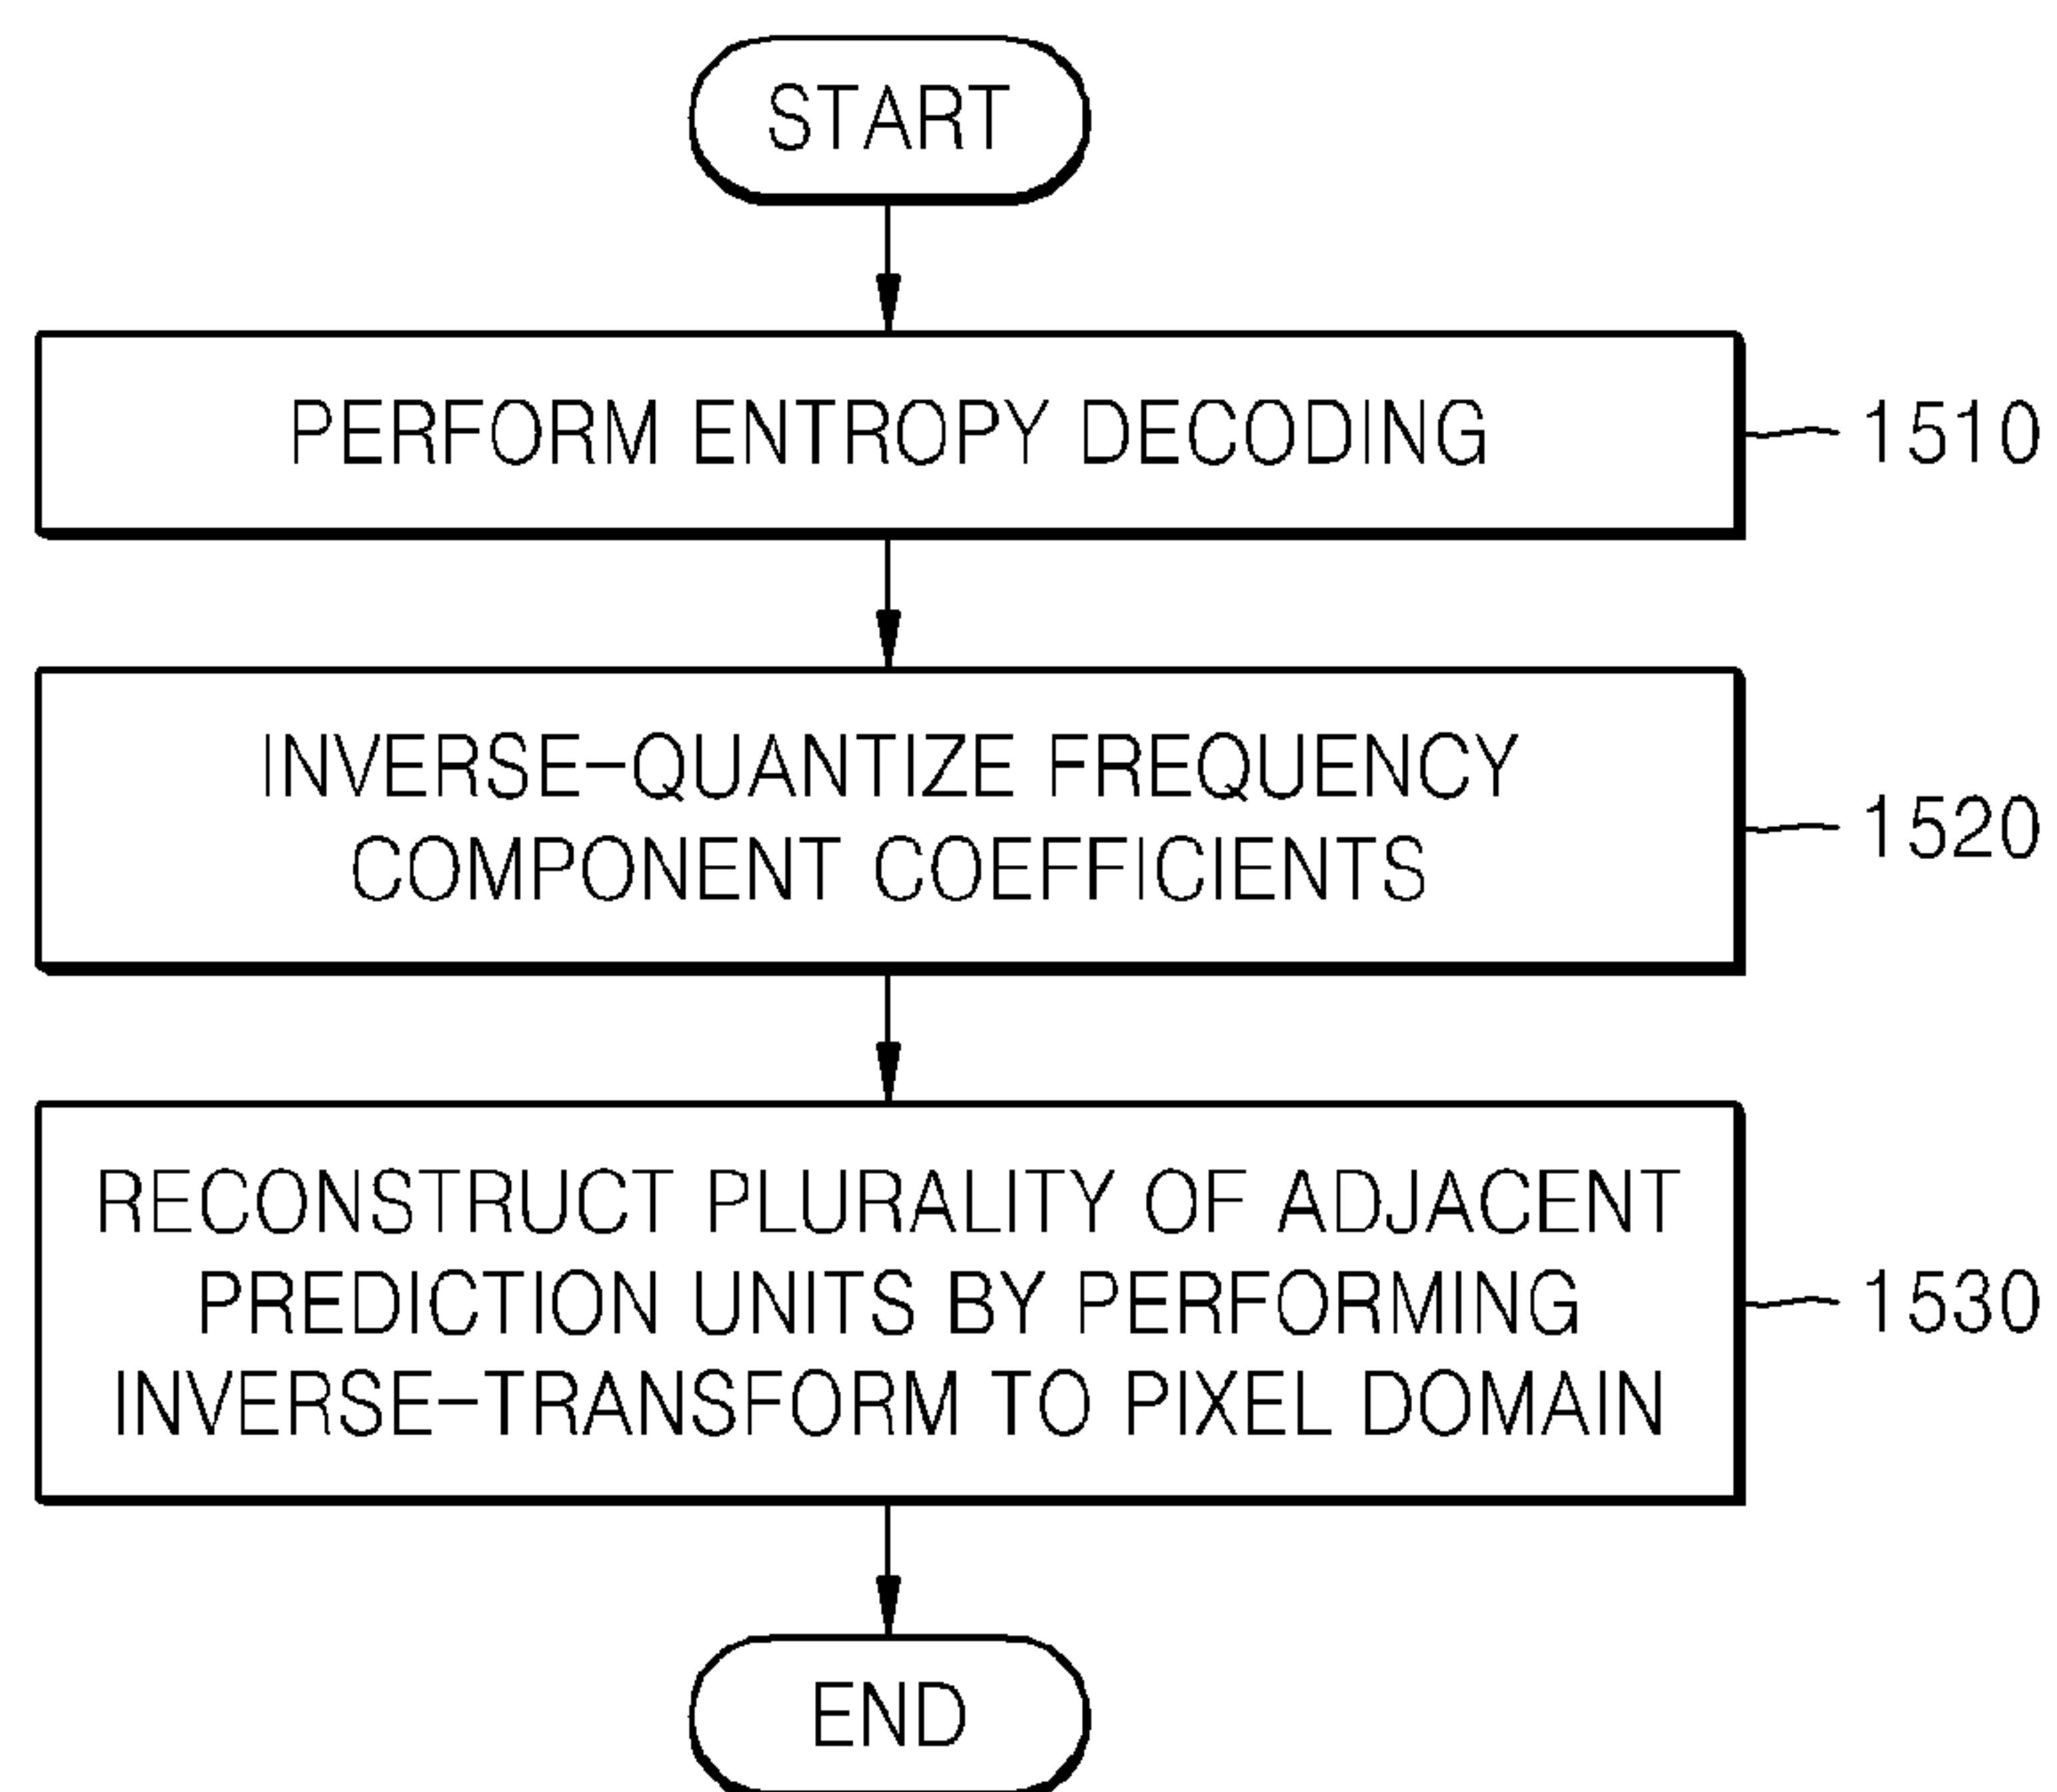 START
PERFORM ENTROPY DECODING
1510
INVERSE-QUANTIZE FREQUENCY
COMPONENT COEFFICIENTS
1520
RECONSTRUCT PLURALITY OF ADJACENT
PREDICTION UNITS BY PERFORMING
INVERSE-TRANSFORM TO PIXEL DOMAIN
1530
END